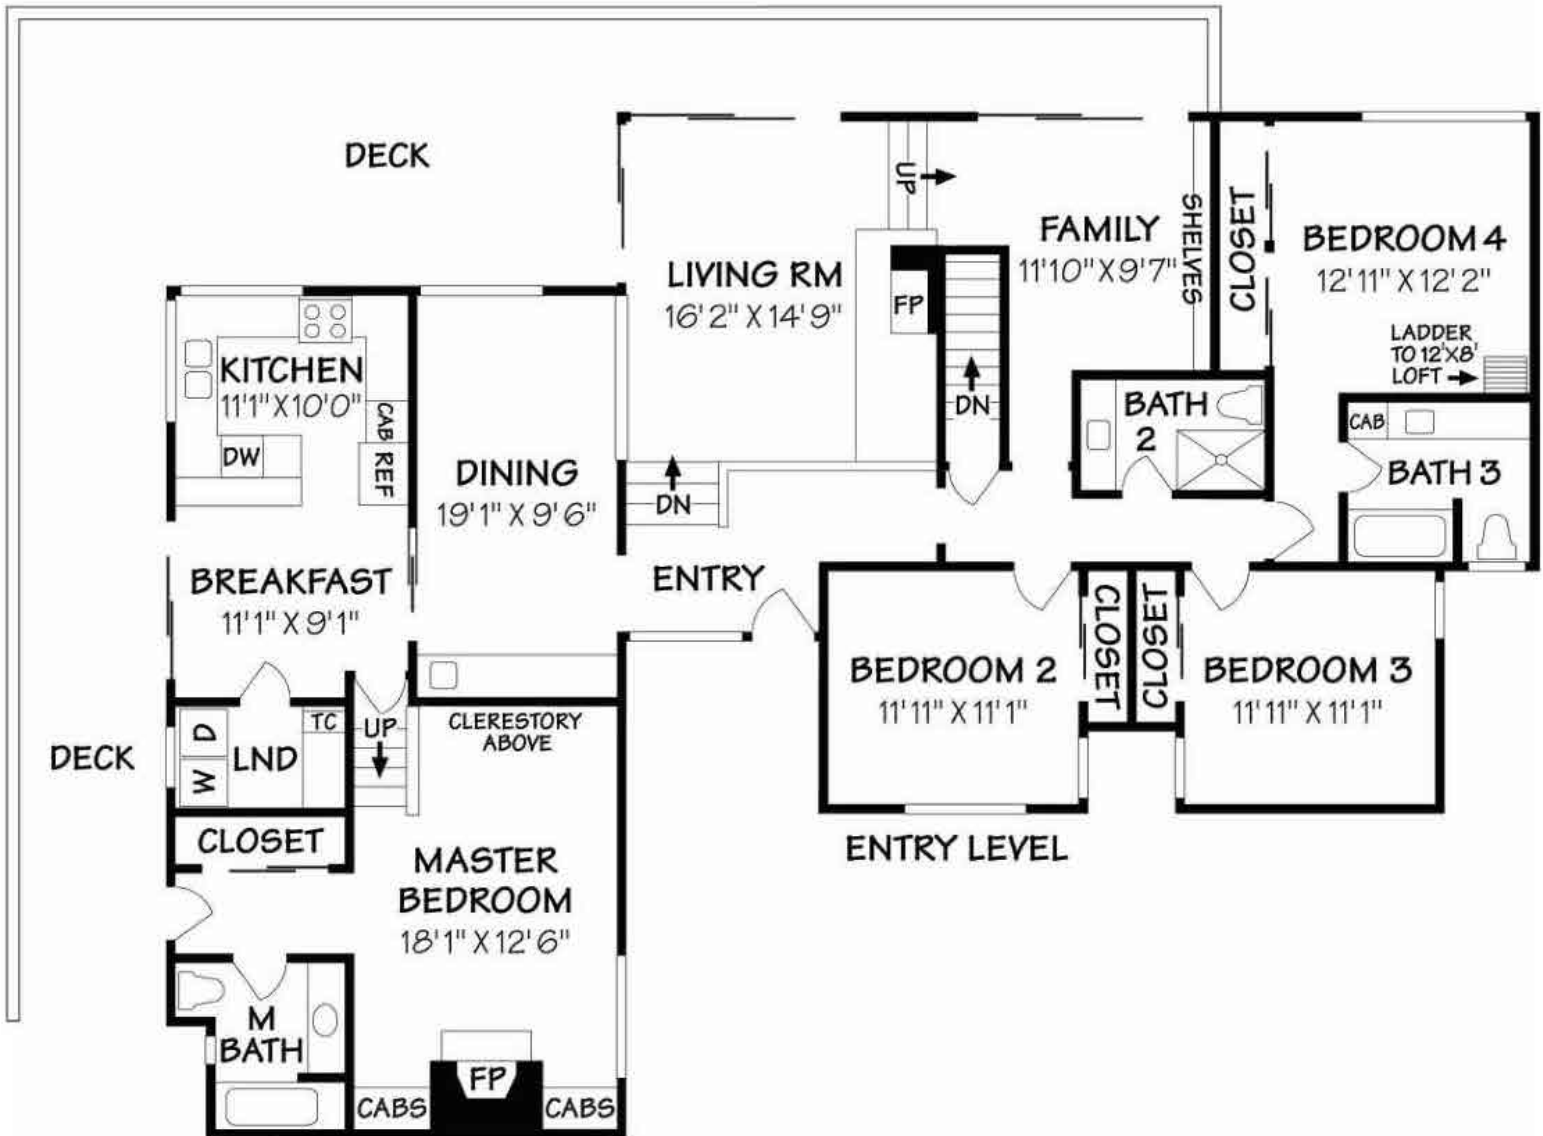 DECK
UP
FAMILY
11'10" X 9'7"
SHELVES
CLOSET
BEDROOM 4
12'11" X 12'2"
LADDER
TO 12'X8'
LOFT
LIVING RM
16'2" X 14'9"
FP
DN
KITCHEN
11'1" X 10'0"
CAB
REF
DW
DINING
19'1" X 9'6"
DN
BATH
2
CAB
BATH 3
BREAKFAST
11'1" X 9'1"
ENTRY
BEDROOM 2
11'11" X 11'1"
CLOSET
CLOSET
BEDROOM 3
11'11" X 11'1"
DECK
D
W
LND
TC
UP
CLERESTORY
ABOVE
CLOSET
MASTER
BEDROOM
18'1" X 12'6"
ENTRY LEVEL
M
BATH
FP
CABS
CABS